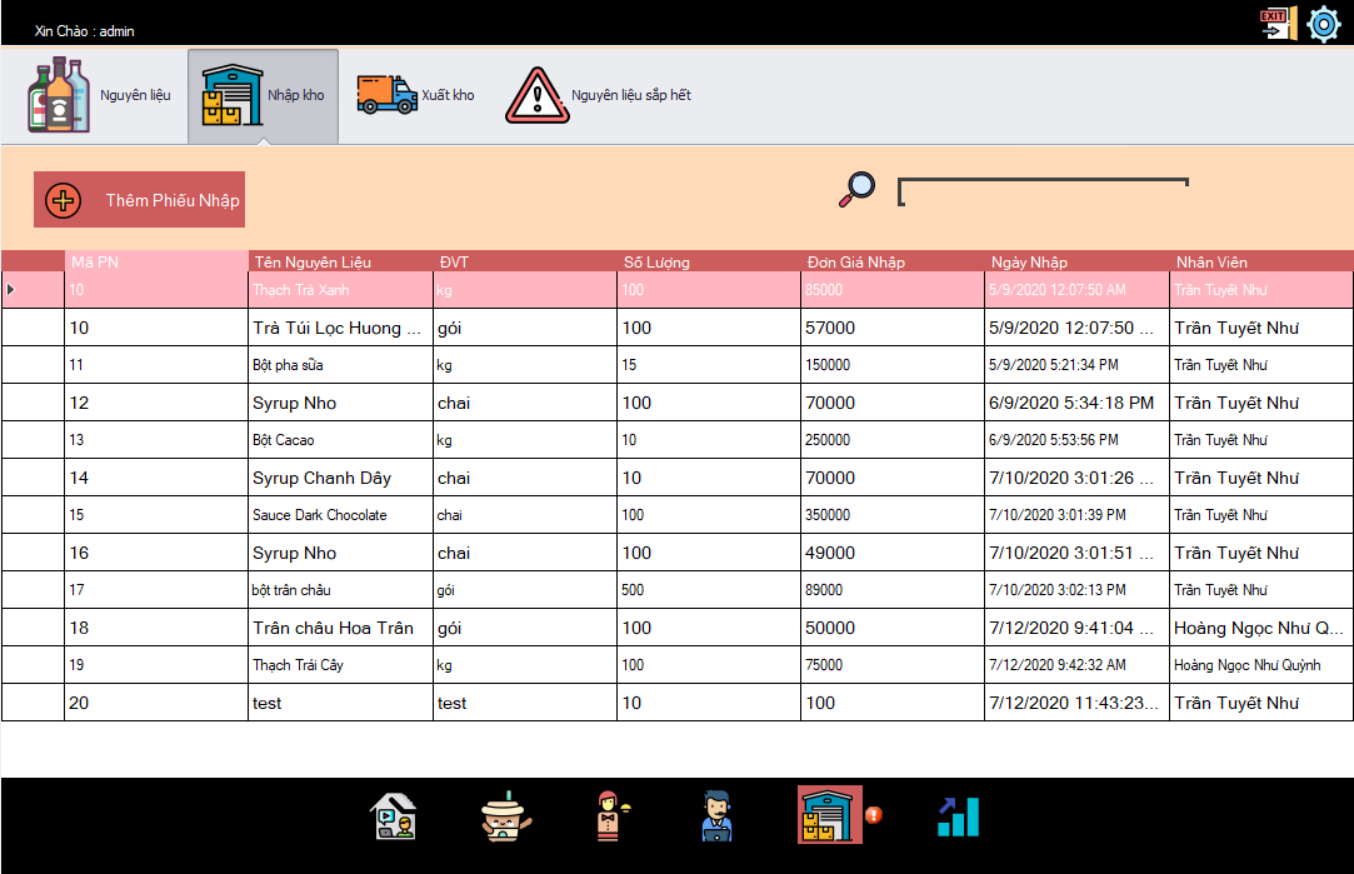 Xin Chào : admin
EXIT
Nguyên liệu
Nhập kho
Xuất kho
Nguyên liệu sắp hết
Thêm Phiếu Nhập
Mã PN Tên Nguyên Liệu ĐVT Số Lượng Đơn Giá Nhập Ngày Nhập Nhân Viên
10 Thạch Trà Xanh kg 100 85000 5/9/2020 12:07:50 AM Trần Tuyết Như
10 Trà Túi Lọc Huong ... gói 100 57000 5/9/2020 12:07:50 ... Trần Tuyết Như
11 Bột pha sữa kg 15 150000 5/9/2020 5:21:34 PM Trần Tuyết Như
12 Syrup Nho chai 100 70000 6/9/2020 5:34:18 PM Trần Tuyết Như
13 Bột Cacao kg 10 250000 6/9/2020 5:53:56 PM Trần Tuyết Như
14 Syrup Chanh Dây chai 10 70000 7/10/2020 3:01:26 ... Trần Tuyết Như
15 Sauce Dark Chocolate chai 100 350000 7/10/2020 3:01:39 PM Trần Tuyết Như
16 Syrup Nho chai 100 49000 7/10/2020 3:01:51 ... Trần Tuyết Như
17 bột trân châu gói 500 89000 7/10/2020 3:02:13 PM Trần Tuyết Như
18 Trân châu Hoa Trân gói 100 50000 7/12/2020 9:41:04 ... Hoàng Ngọc Như Q...
19 Thạch Trái Cây kg 100 75000 7/12/2020 9:42:32 AM Hoàng Ngọc Như Quỳnh
20 test test 10 100 7/12/2020 11:43:23... Trần Tuyết Như